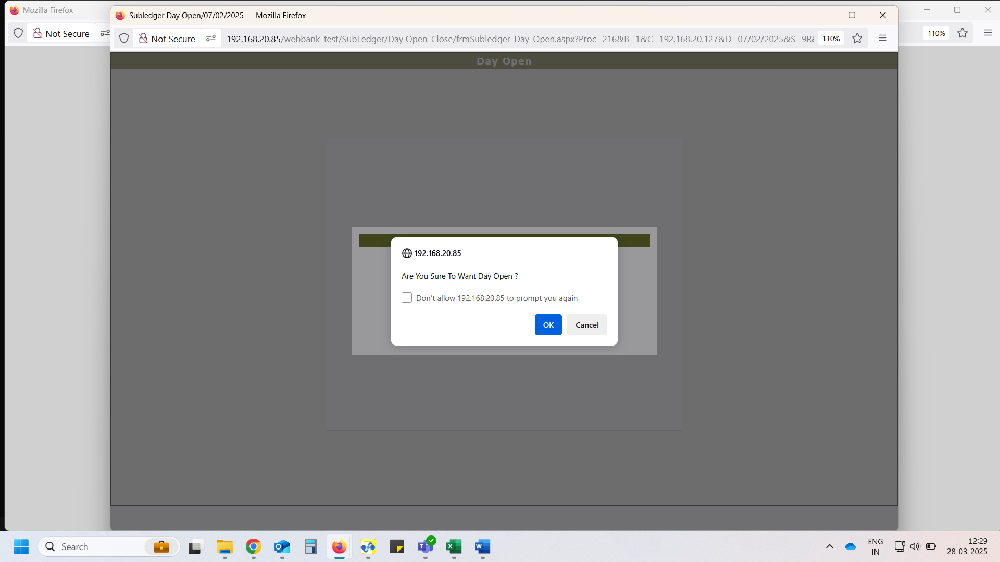 Mozilla Firefox
Not Secure
110%
Subledger Day Open/07/02/2025 — Mozilla Firefox
Not Secure
192.168.20.85/webbank_test/SubLedger/Day Open_Close/frmSubledger_Day_Open.aspx?Proc=216&B=1&C=192.168.20.127&D=07/02/2025&S=9R&
110%
Day Open
192.168.20.85
Are You Sure To Want Day Open ?
Don't allow 192.168.20.85 to prompt you again
OK
Cancel
Search
ENG
IN
12:29
28-03-2025